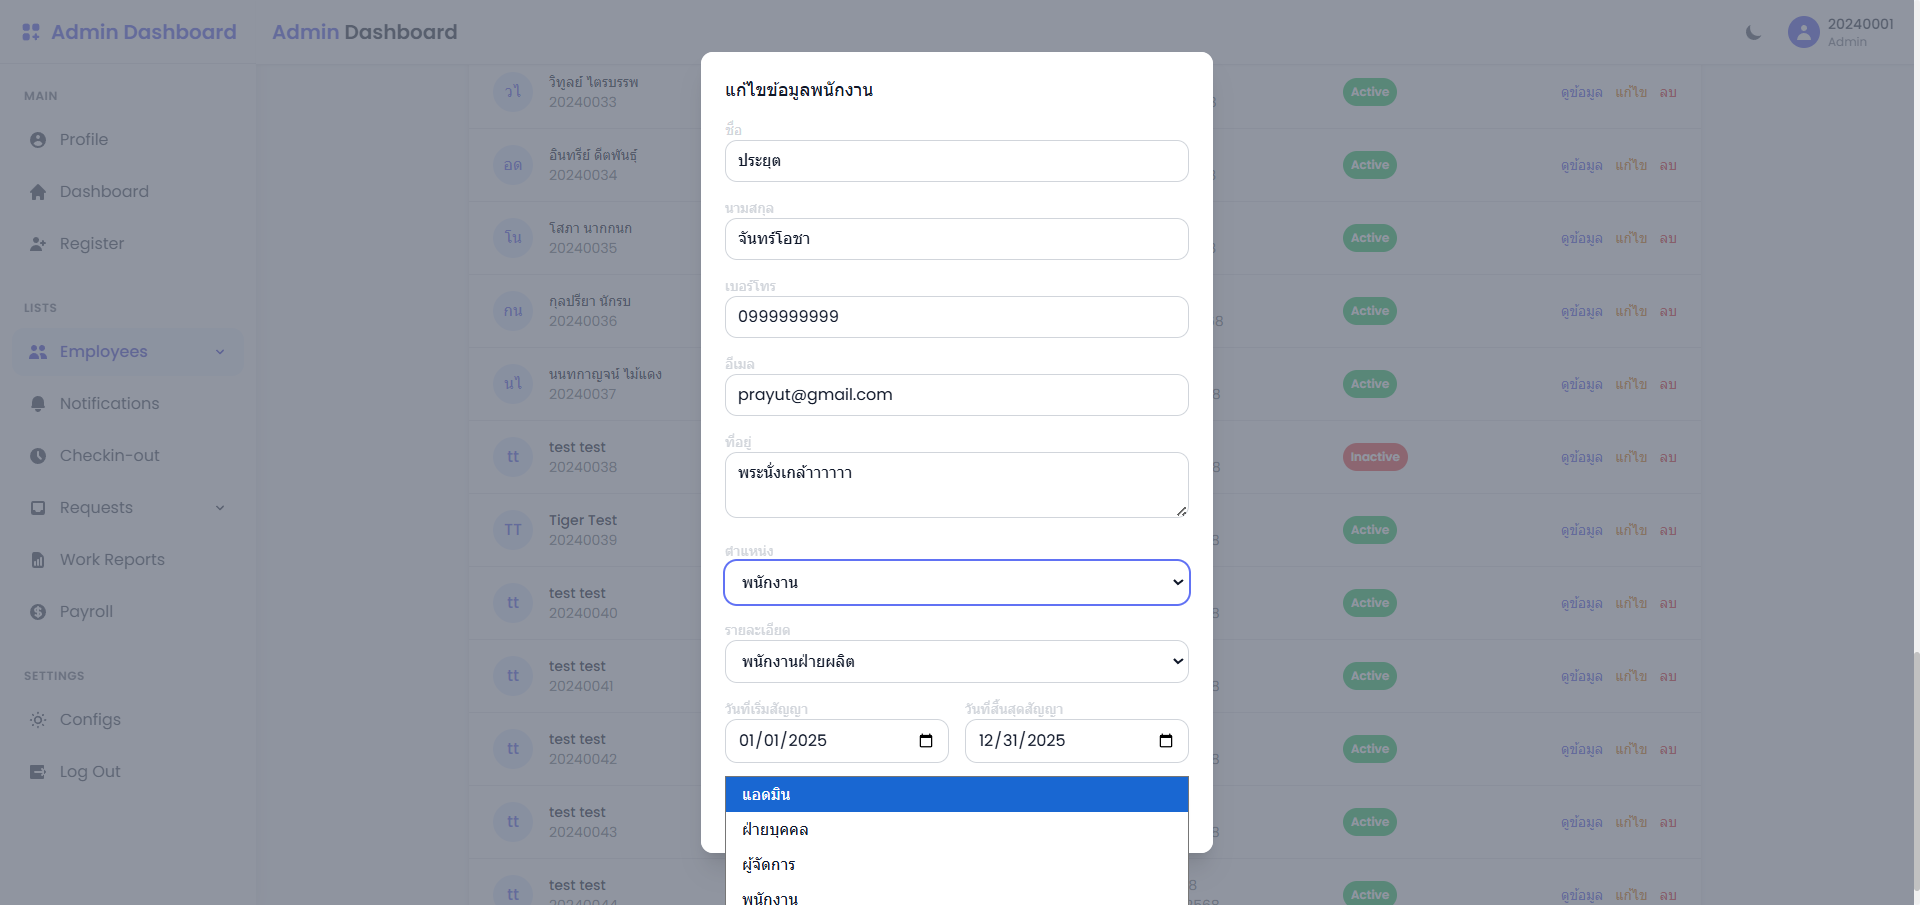 Admin Dashboard
Admin Dashboard
20240001
Admin
MAIN
Profile
Dashboard
Register
LISTS
Employees
Notifications
Checkin-out
Requests
Work Reports
Payroll
SETTINGS
Configs
Log Out
วไ วิทูลย์ ไตรบรรพ Active ดูข้อมูล แก้ไข ลบ
20240033
อด อินทรีย์ ดีตพันธุ์ Active ดูข้อมูล แก้ไข ลบ
20240034
โน โสภา นากกนก Active ดูข้อมูล แก้ไข ลบ
20240035
กน กุลปรียา นักรบ Active ดูข้อมูล แก้ไข ลบ
20240036
นไ นนทกาญจน์ ไม้แดง Active ดูข้อมูล แก้ไข ลบ
20240037
tt test test Inactive ดูข้อมูล แก้ไข ลบ
20240038
TT Tiger Test Active ดูข้อมูล แก้ไข ลบ
20240039
tt test test Active ดูข้อมูล แก้ไข ลบ
20240040
tt test test Active ดูข้อมูล แก้ไข ลบ
20240041
tt test test Active ดูข้อมูล แก้ไข ลบ
20240042
tt test test Active ดูข้อมูล แก้ไข ลบ
20240043
tt test test Active ดูข้อมูล แก้ไข ลบ
20240044
แก้ไขข้อมูลพนักงาน
ชื่อ
ประยุต
นามสกุล
จันทร์โอชา
เบอร์โทร
0999999999
อีเมล
prayut@gmail.com
ที่อยู่
พระนั่งเกล้าาาาาา
ตำแหน่ง
พนักงาน
รายละเอียด
พนักงานฝ่ายผลิต
วันที่เริ่มสัญญา วันที่สิ้นสุดสัญญา
01/01/2025 12/31/2025
แอดมิน
ฝ่ายบุคคล
ผู้จัดการ
พนักงาน